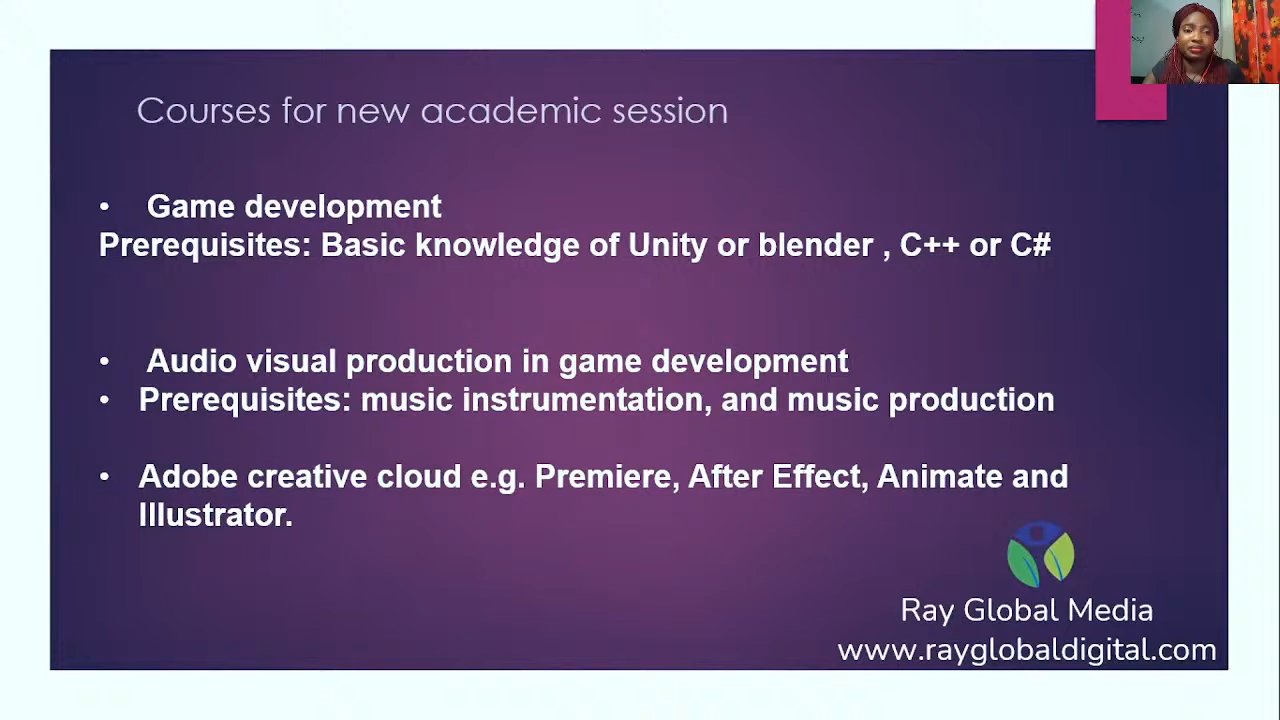 Courses for new academic session
• Game development
Prerequisites: Basic knowledge of Unity or blender , C++ or C#
• Audio visual production in game development
• Prerequisites: music instrumentation, and music production
• Adobe creative cloud e.g. Premiere, After Effect, Animate and
Illustrator.
Ray Global Media
www.rayglobaldigital.com